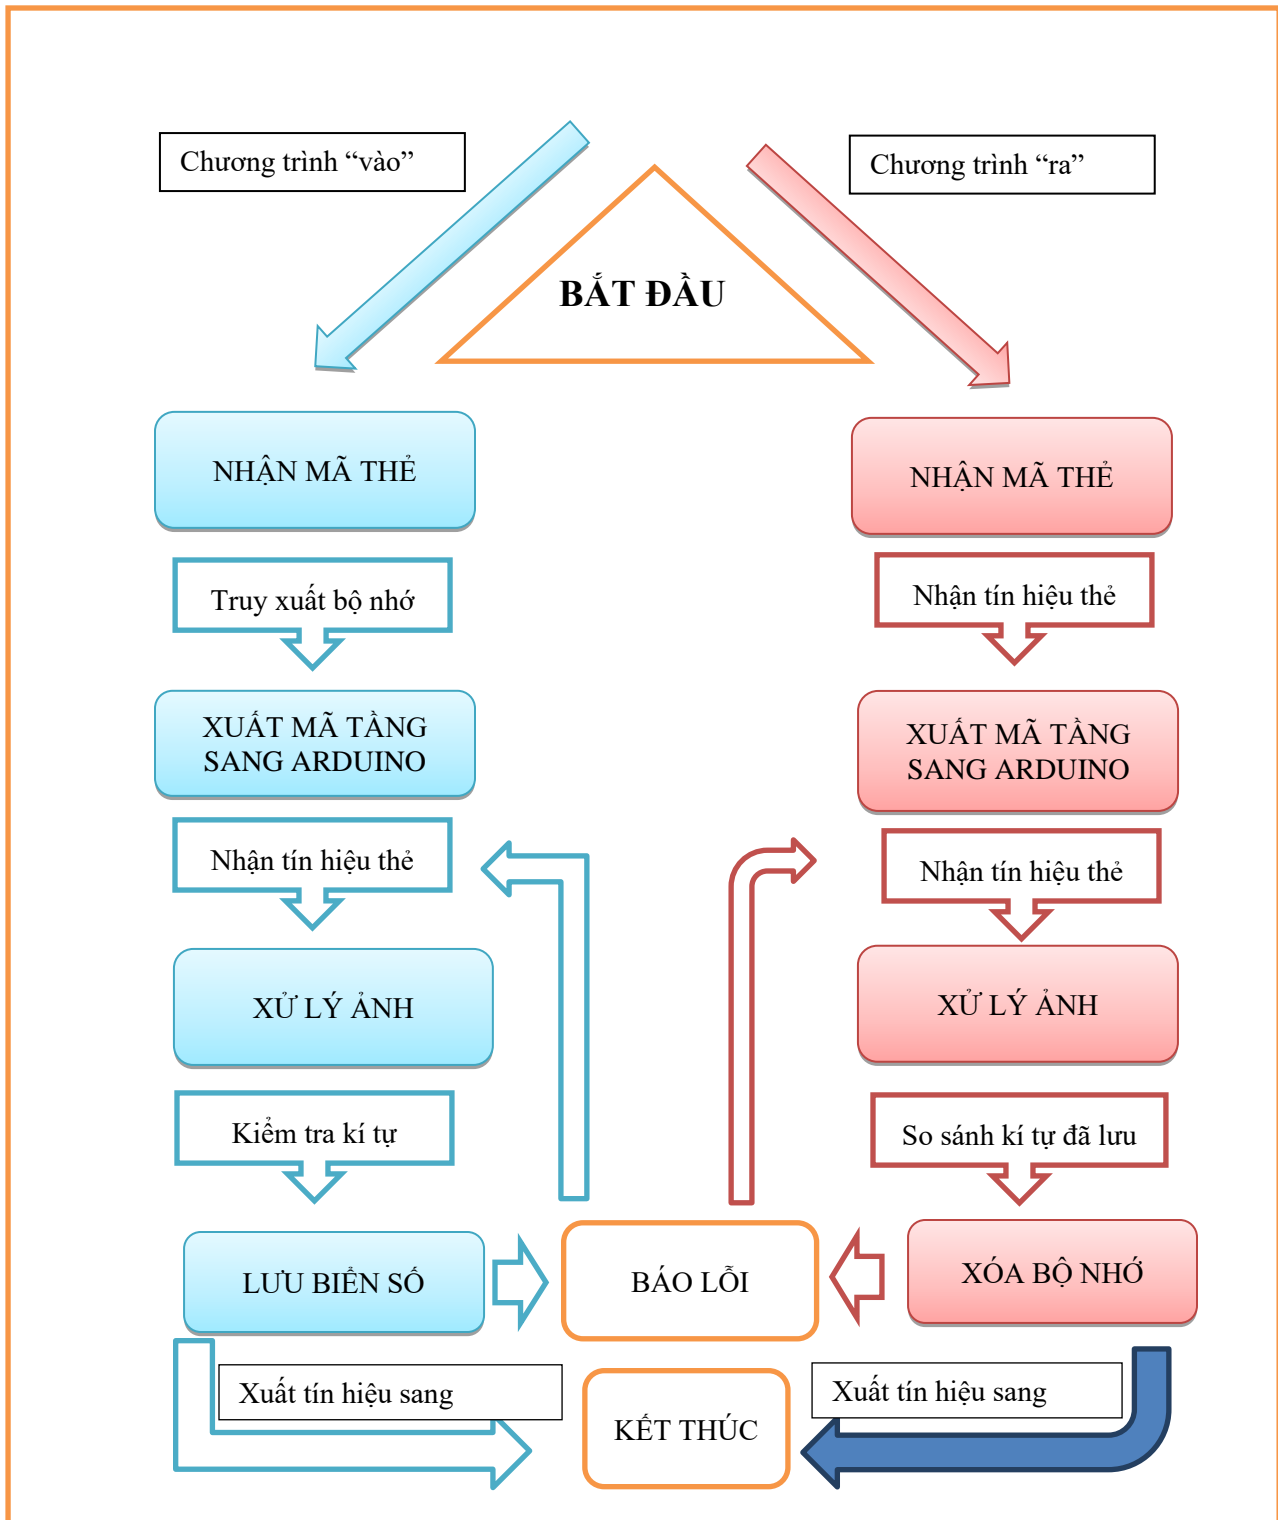 Chương trình “vào”
Chương trình “ra”
BẮT ĐẦU
NHẬN MÃ THẺ
NHẬN MÃ THẺ
Truy xuất bộ nhớ
Nhận tín hiệu thẻ
XUẤT MÃ TẦNG
SANG ARDUINO
XUẤT MÃ TẦNG
SANG ARDUINO
Nhận tín hiệu thẻ
Nhận tín hiệu thẻ
XỬ LÝ ẢNH
XỬ LÝ ẢNH
Kiểm tra kí tự
So sánh kí tự đã lưu
LƯU BIỂN SỐ
BÁO LỖI
XÓA BỘ NHỚ
Xuất tín hiệu sang
Xuất tín hiệu sang
KẾT THÚC